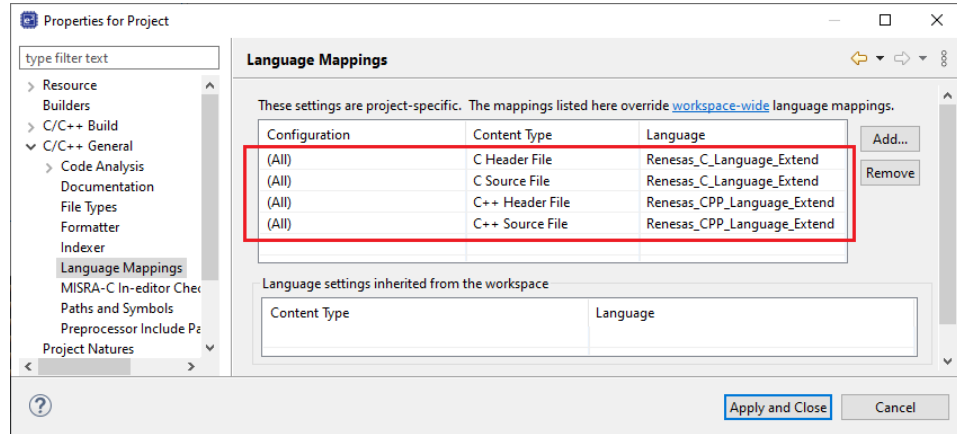 Properties for Project
type filter text
Resource
Builders
C/C++ Build
C/C++ General
Code Analysis
Documentation
File Types
Formatter
Indexer
Language Mappings
MISRA-C In-editor Chec
Paths and Symbols
Preprocessor Include Pa
Project Natures
Language Mappings
These settings are project-specific. The mappings listed here override workspace-wide language mappings.
Configuration Content Type Language
(All) C Header File Renesas_C_Language_Extend
(All) C Source File Renesas_C_Language_Extend
(All) C++ Header File Renesas_CPP_Language_Extend
(All) C++ Source File Renesas_CPP_Language_Extend
Add...
Remove
Language settings inherited from the workspace
Content Type Language
Apply and Close Cancel